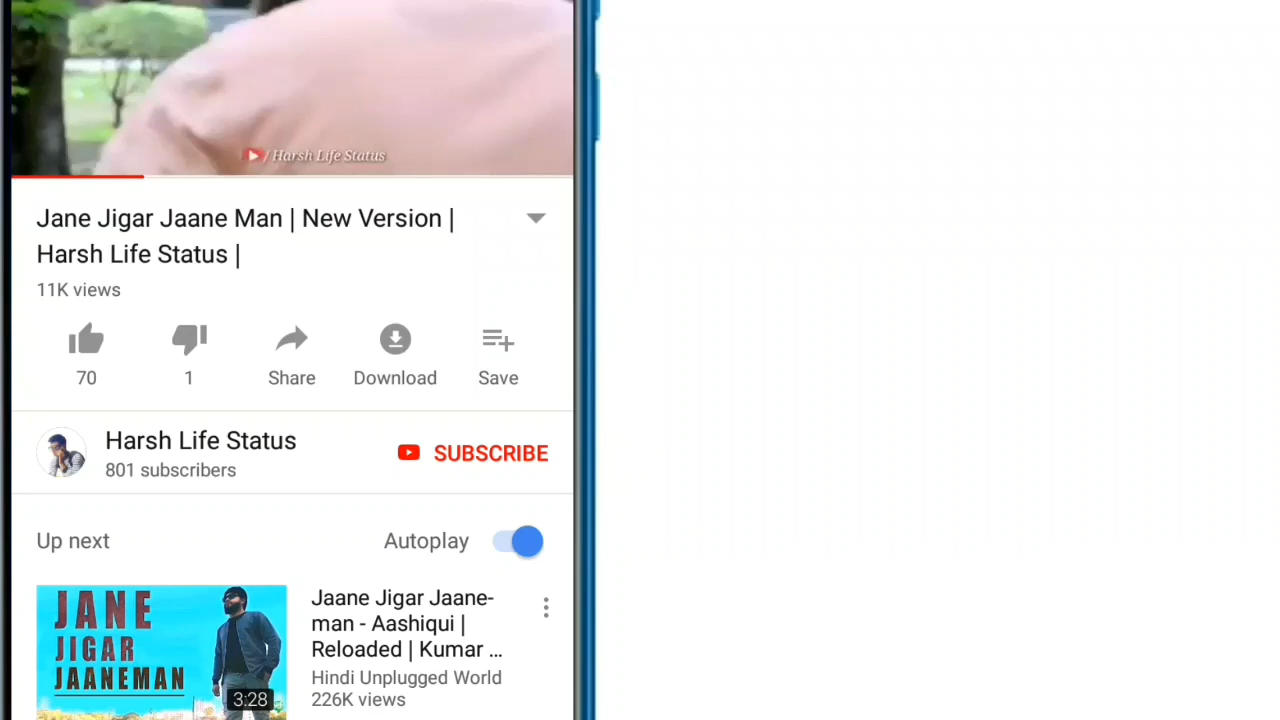 / Harsh Life Status
Jane Jigar Jaane Man | New Version |
Harsh Life Status |
11K views
70
1
Share
Download
Save
Harsh Life Status
801 subscribers
SUBSCRIBE
Up next
Autoplay
JANE
JIGAR
JAANEMAN
3:28
Jaane Jigar Jaane-
man - Aashiqui |
Reloaded | Kumar ...
Hindi Unplugged World
226K views